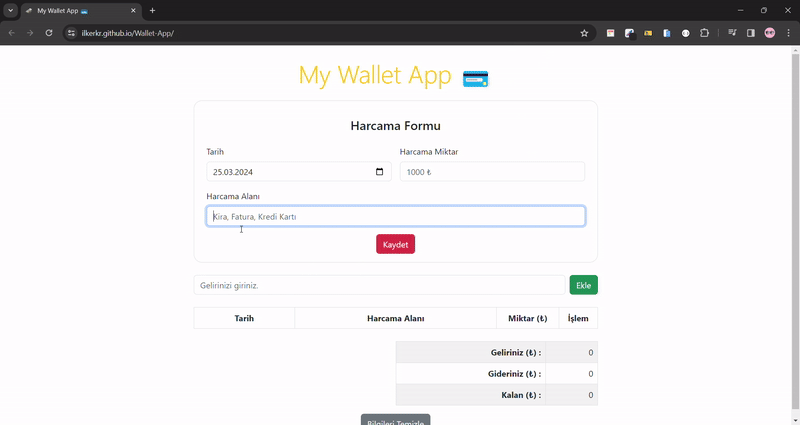 My Wallet App
ilkerkr.github.io/Wallet-App/
My Wallet App
Harcama Formu
Tarih
Harcama Miktar
25.03.2024
1000 ₺
Harcama Alanı
Kira, Fatura, Kredi Kartı
Kaydet
Gelirinizi giriniz.
Ekle
Tarih Harcama Alanı Miktar (₺) İşlem
Geliriniz (₺) : 0
Gideriniz (₺) : 0
Kalan (₺) : 0
Bilgileri Temizle